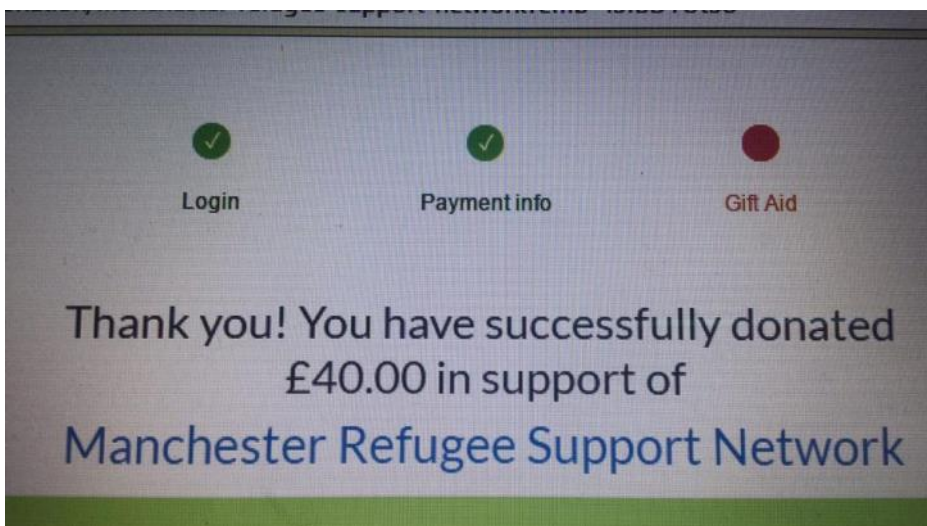 Login
Payment info
Gift Aid
Thank you! You have successfully donated
£40.00 in support of
Manchester Refugee Support Network